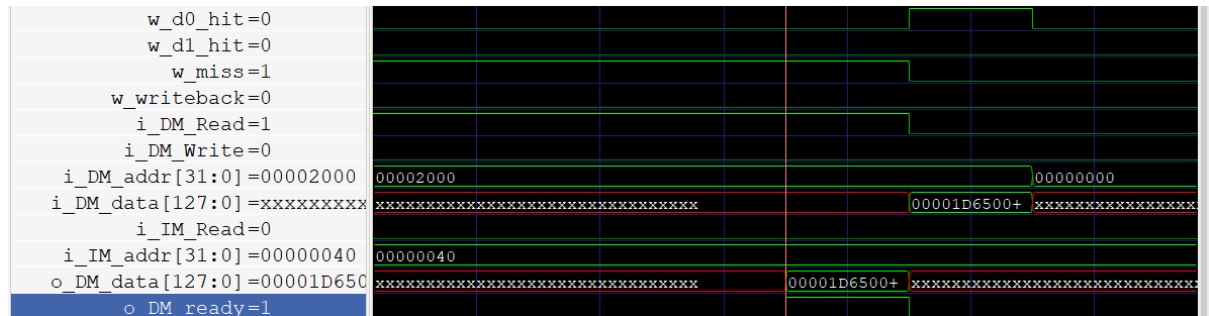 w_d0_hit=0
w_d1_hit=0
w_miss=1
w_writeback=0
i_DM_Read=1
i_DM_Write=0
i_DM_addr[31:0]=00002000 00002000 00000000
i_DM_data[127:0]=xxxxxxxxx xxxxxxxxxxxxxxxxxxxxxxxxxxxxxxxx 00001D6500+ xxxxxxxxxxxxxxxx
i_IM_Read=0
i_IM_addr[31:0]=00000040 00000040
o_DM_data[127:0]=00001D650 xxxxxxxxxxxxxxxxxxxxxxxxxxxxxxxx 00001D6500+ xxxxxxxxxxxxxxxxxxxxxxxxxxxx
o_DM_ready=1